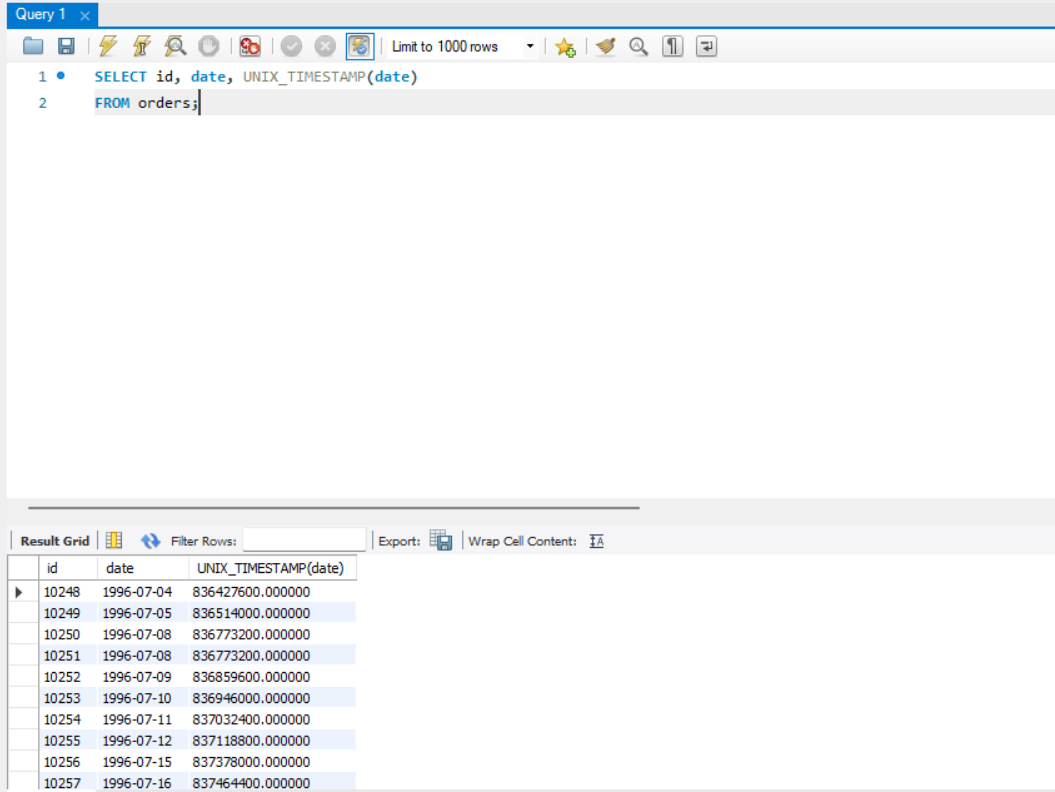 Query 1
Limit to 1000 rows
1 SELECT id, date, UNIX_TIMESTAMP(date)
2 FROM orders;
Result Grid Filter Rows: Export: Wrap Cell Content: IA
id date UNIX_TIMESTAMP(date)
10248 1996-07-04 836427600.000000
10249 1996-07-05 836514000.000000
10250 1996-07-08 836773200.000000
10251 1996-07-08 836773200.000000
10252 1996-07-09 836859600.000000
10253 1996-07-10 836946000.000000
10254 1996-07-11 837032400.000000
10255 1996-07-12 837118800.000000
10256 1996-07-15 837378000.000000
10257 1996-07-16 837464400.000000